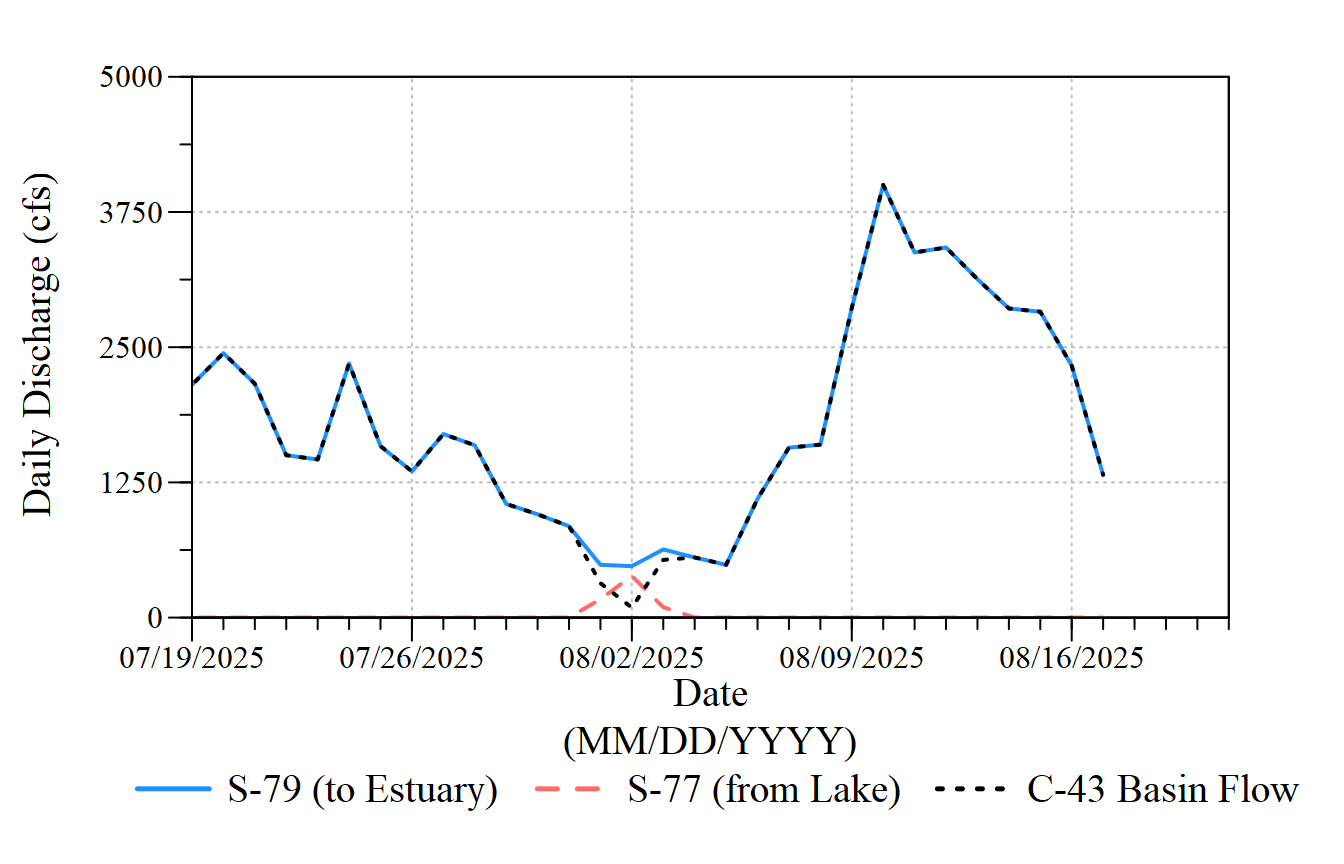 5000
3750
2500
1250
0
Daily Discharge (cfs)
07/19/2025 07/26/2025 08/02/2025 08/09/2025 08/16/2025
Date
(MM/DD/YYYY)
S-79 (to Estuary) S-77 (from Lake) C-43 Basin Flow